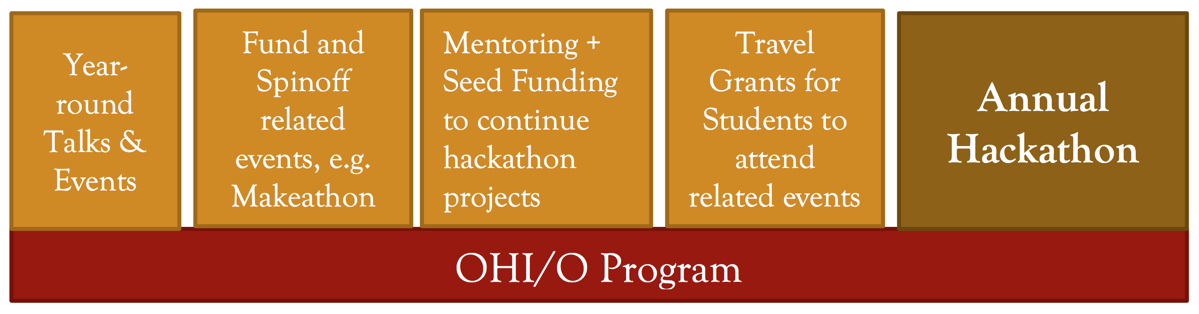 Year-
round
Talks &
Events
Fund and
Spinoff
related
events, e.g.
Makeathon
Mentoring +
Seed Funding
to continue
hackathon
projects
Travel
Grants for
Students to
attend
related events
Annual
Hackathon
OHI/O Program